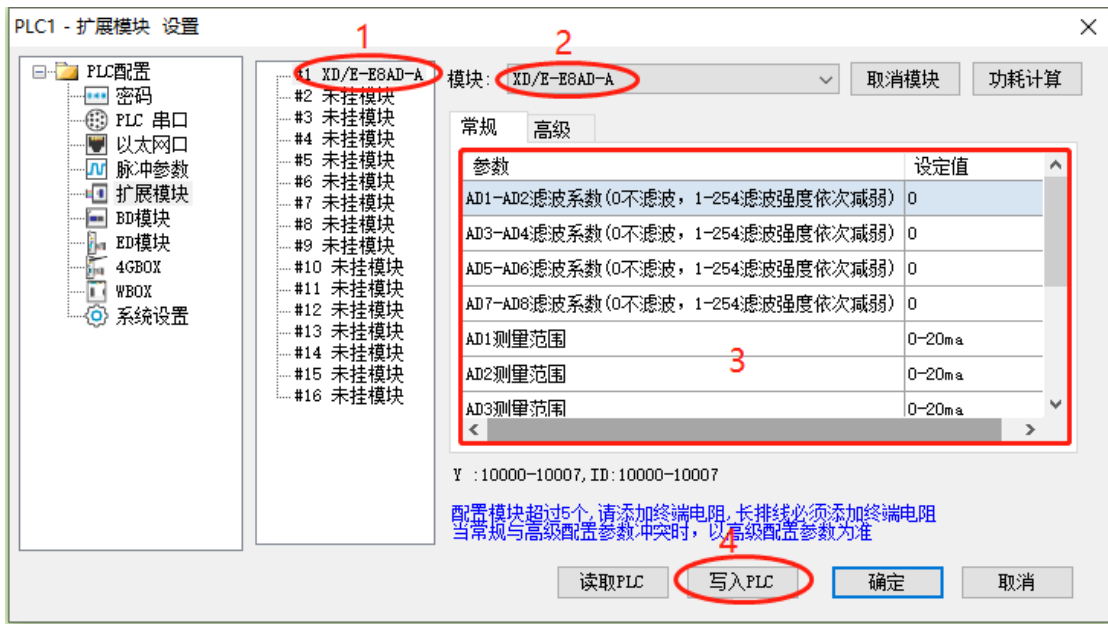 PLC1 - 扩展模块 设置
1
2
PLC配置
密码
PLC 串口
以太网口
脉冲参数
扩展模块
BD模块
ED模块
4GBOX
WBOX
系统设置
#1 XD/E-E8AD-A
#2 未挂模块
#3 未挂模块
#4 未挂模块
#5 未挂模块
#6 未挂模块
#7 未挂模块
#8 未挂模块
#9 未挂模块
#10 未挂模块
#11 未挂模块
#12 未挂模块
#13 未挂模块
#14 未挂模块
#15 未挂模块
#16 未挂模块
模块: XD/E-E8AD-A 取消模块 功耗计算
常规 高级
参数 设定值
AD1-AD2滤波系数(0不滤波，1-254滤波强度依次减弱) 0
AD3-AD4滤波系数(0不滤波，1-254滤波强度依次减弱) 0
AD5-AD6滤波系数(0不滤波，1-254滤波强度依次减弱) 0
AD7-AD8滤波系数(0不滤波，1-254滤波强度依次减弱) 0
AD1测量范围 0-20ma
AD2测量范围 0-20ma
3
AD3测量范围 0-20ma
Y :10000-10007,ID:10000-10007
配置模块超过5个,请添加终端电阻,长排线必须添加终端电阻
当常规与高级配置参数冲突时，以高级配置参数为准
4
读取PLC 写入PLC 确定 取消